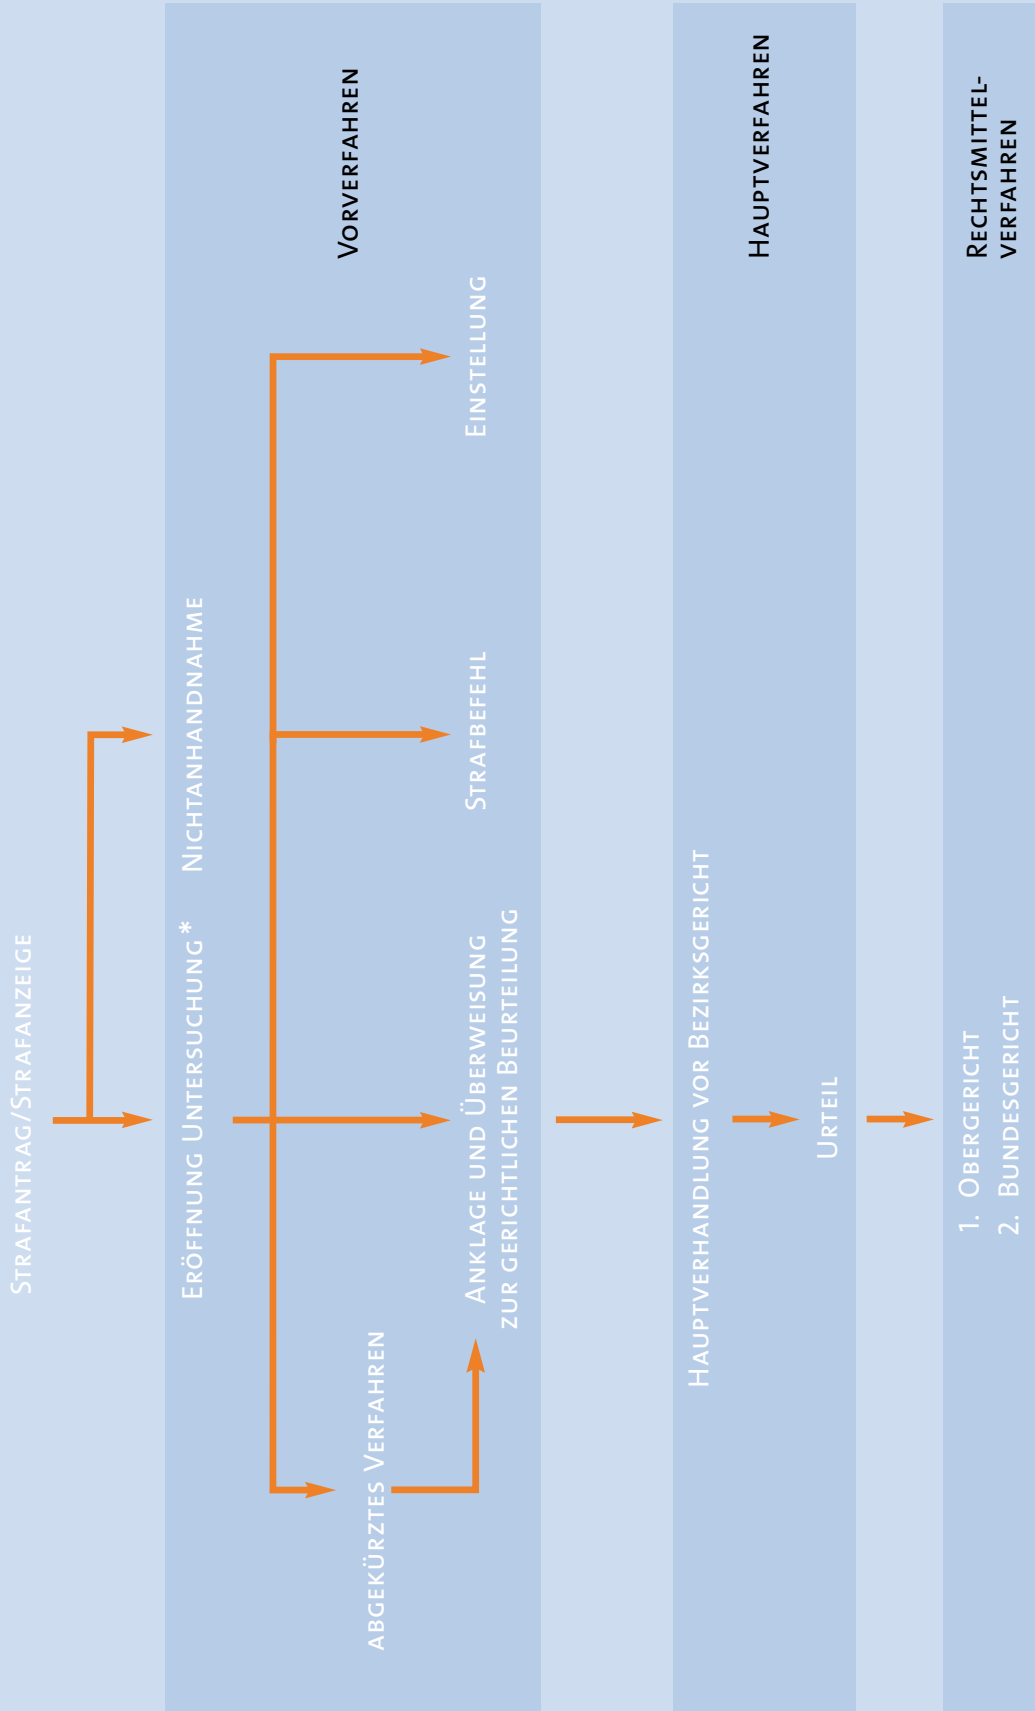 Strafantrag/Strafanzeige
Eröffnung Untersuchung*
Nichtanhandnahme
Vorverfahren
abgekürztes Verfahren
Anklage und Überweisung
zur gerichtlichen Beurteilung
Strafbefehl
Einstellung
Hauptverhandlung vor Bezirksgericht
Hauptverfahren
Urteil
1. Obergericht
2. Bundesgericht
Rechtsmittel-
verfahren